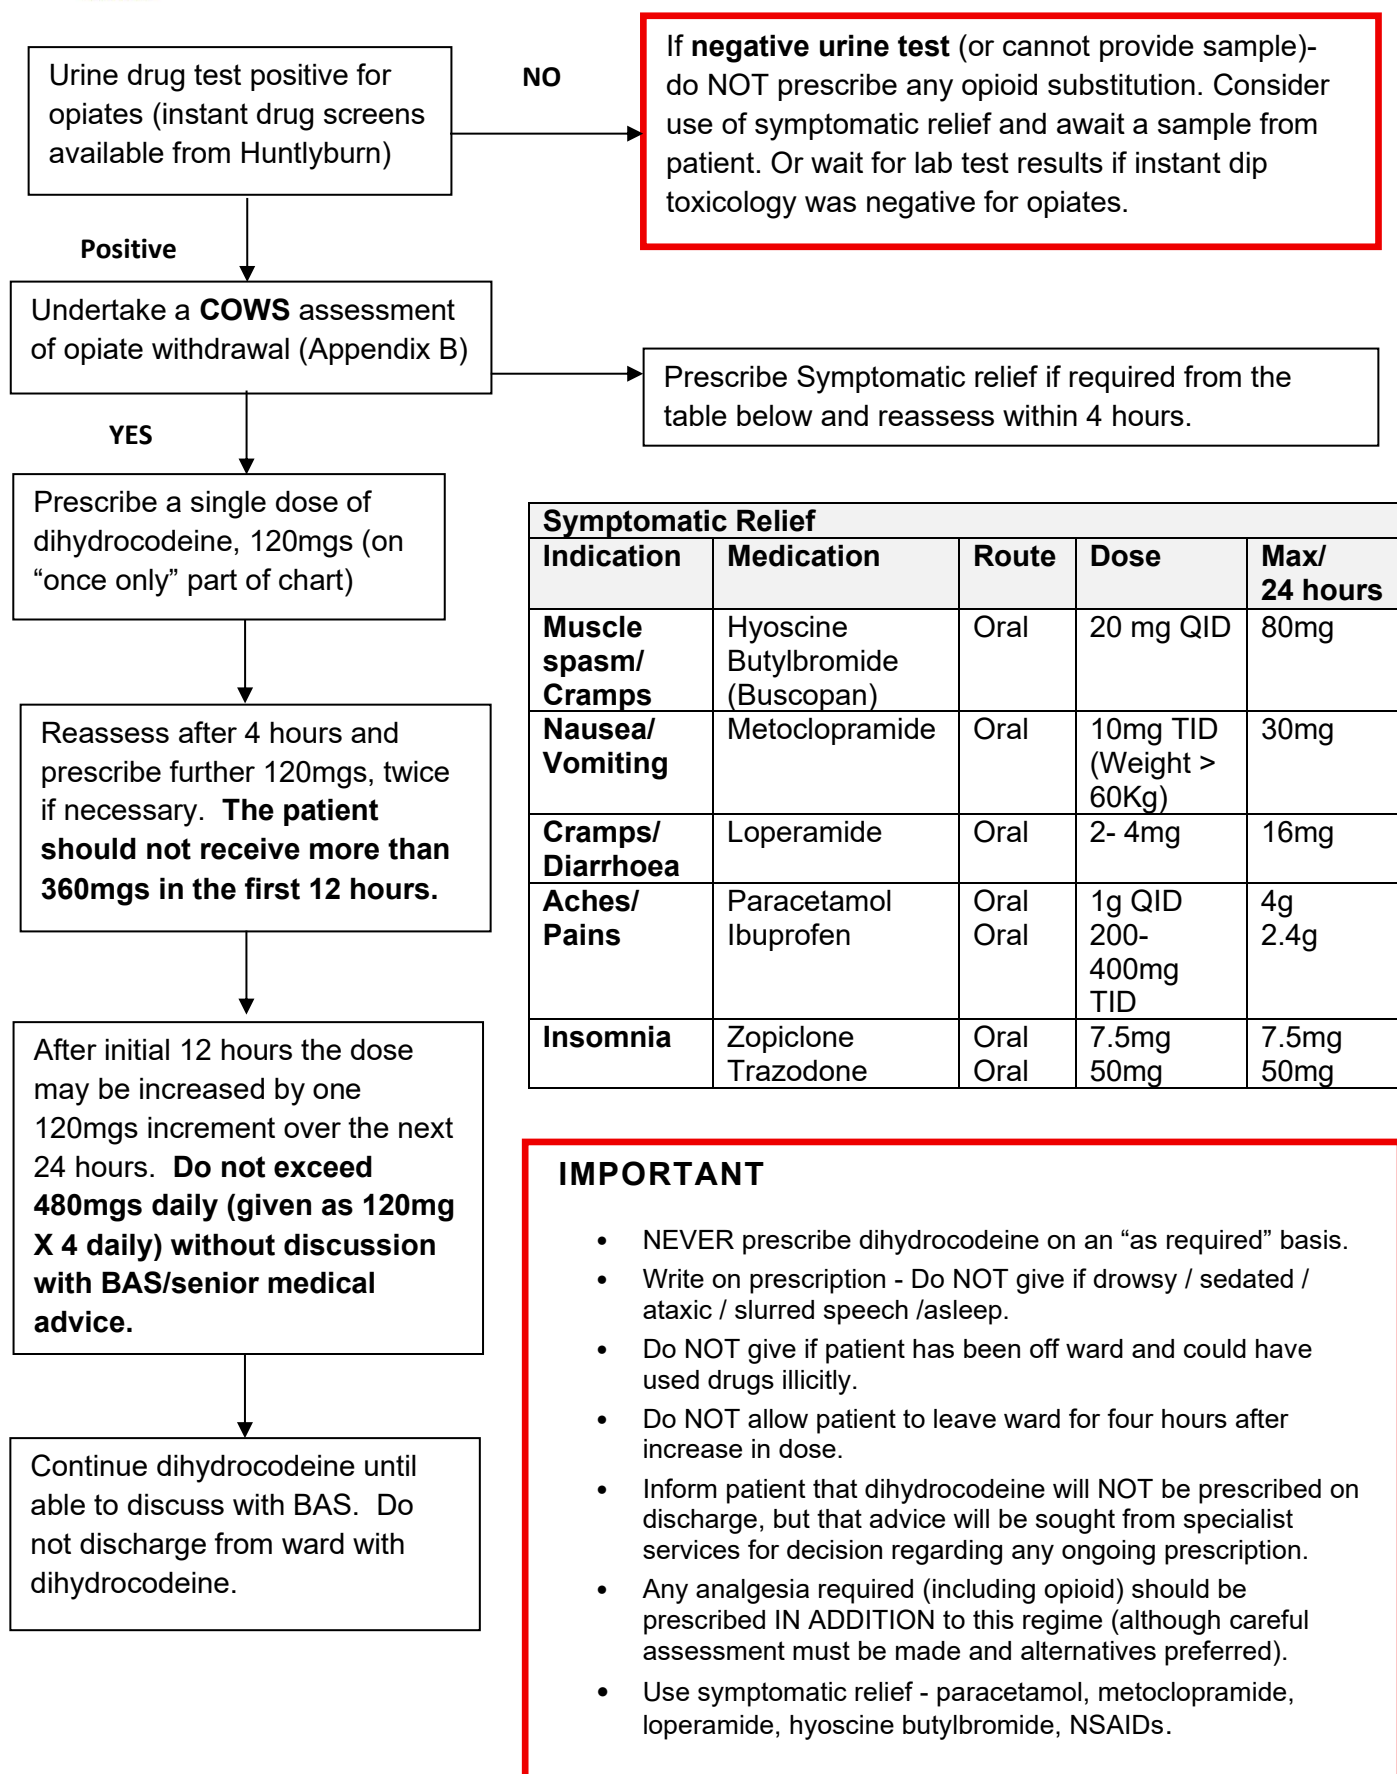 Urine drug test positive for
opiates (instant drug screens
available from Huntlyburn)
NO
If negative urine test (or cannot provide sample)-
do NOT prescribe any opioid substitution. Consider
use of symptomatic relief and await a sample from
patient. Or wait for lab test results if instant dip
toxicology was negative for opiates.
Positive
Undertake a COWS assessment
of opiate withdrawal (Appendix B)
Prescribe Symptomatic relief if required from the
table below and reassess within 4 hours.
YES
Prescribe a single dose of
dihydrocodeine, 120mgs (on
“once only” part of chart)
Reassess after 4 hours and
prescribe further 120mgs, twice
if necessary. The patient
should not receive more than
360mgs in the first 12 hours.
After initial 12 hours the dose
may be increased by one
120mgs increment over the next
24 hours. Do not exceed
480mgs daily (given as 120mg
X 4 daily) without discussion
with BAS/senior medical
advice.
Continue dihydrocodeine until
able to discuss with BAS. Do
not discharge from ward with
dihydrocodeine.
Symptomatic Relief
Indication Medication Route Dose Max/
24 hours
Muscle Hyoscine Oral 20 mg QID 80mg
spasm/ Butylbromide
Cramps (Buscopan)
Nausea/ Metoclopramide Oral 10mg TID 30mg
Vomiting (Weight >
60Kg)
Cramps/ Loperamide Oral 2- 4mg 16mg
Diarrhoea
Aches/ Paracetamol Oral 1g QID 4g
Pains Ibuprofen Oral 200- 2.4g
400mg
TID
Insomnia Zopiclone Oral 7.5mg 7.5mg
Trazodone Oral 50mg 50mg
IMPORTANT
• NEVER prescribe dihydrocodeine on an “as required” basis.
• Write on prescription - Do NOT give if drowsy / sedated /
ataxic / slurred speech /asleep.
• Do NOT give if patient has been off ward and could have
used drugs illicitly.
• Do NOT allow patient to leave ward for four hours after
increase in dose.
• Inform patient that dihydrocodeine will NOT be prescribed on
discharge, but that advice will be sought from specialist
services for decision regarding any ongoing prescription.
• Any analgesia required (including opioid) should be
prescribed IN ADDITION to this regime (although careful
assessment must be made and alternatives preferred).
• Use symptomatic relief - paracetamol, metoclopramide,
loperamide, hyoscine butylbromide, NSAIDs.